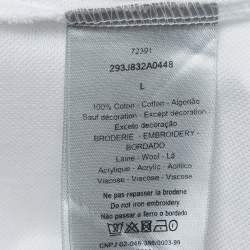 72301
293J832A0448
L
100% Coton - Cotton - Algodão
Sauf décoration - Except decoration
Exceto decoração
BRODERIE - EMBROIDERY -
BORDADO
Laine - Wool - Lã
Acrylique - Acrylic - Acrílico
Viscose - Viscose - Viscose
Ne pas repasser la broderie
Do not iron embroidery
Não passar a ferro o bordado
CNPJ